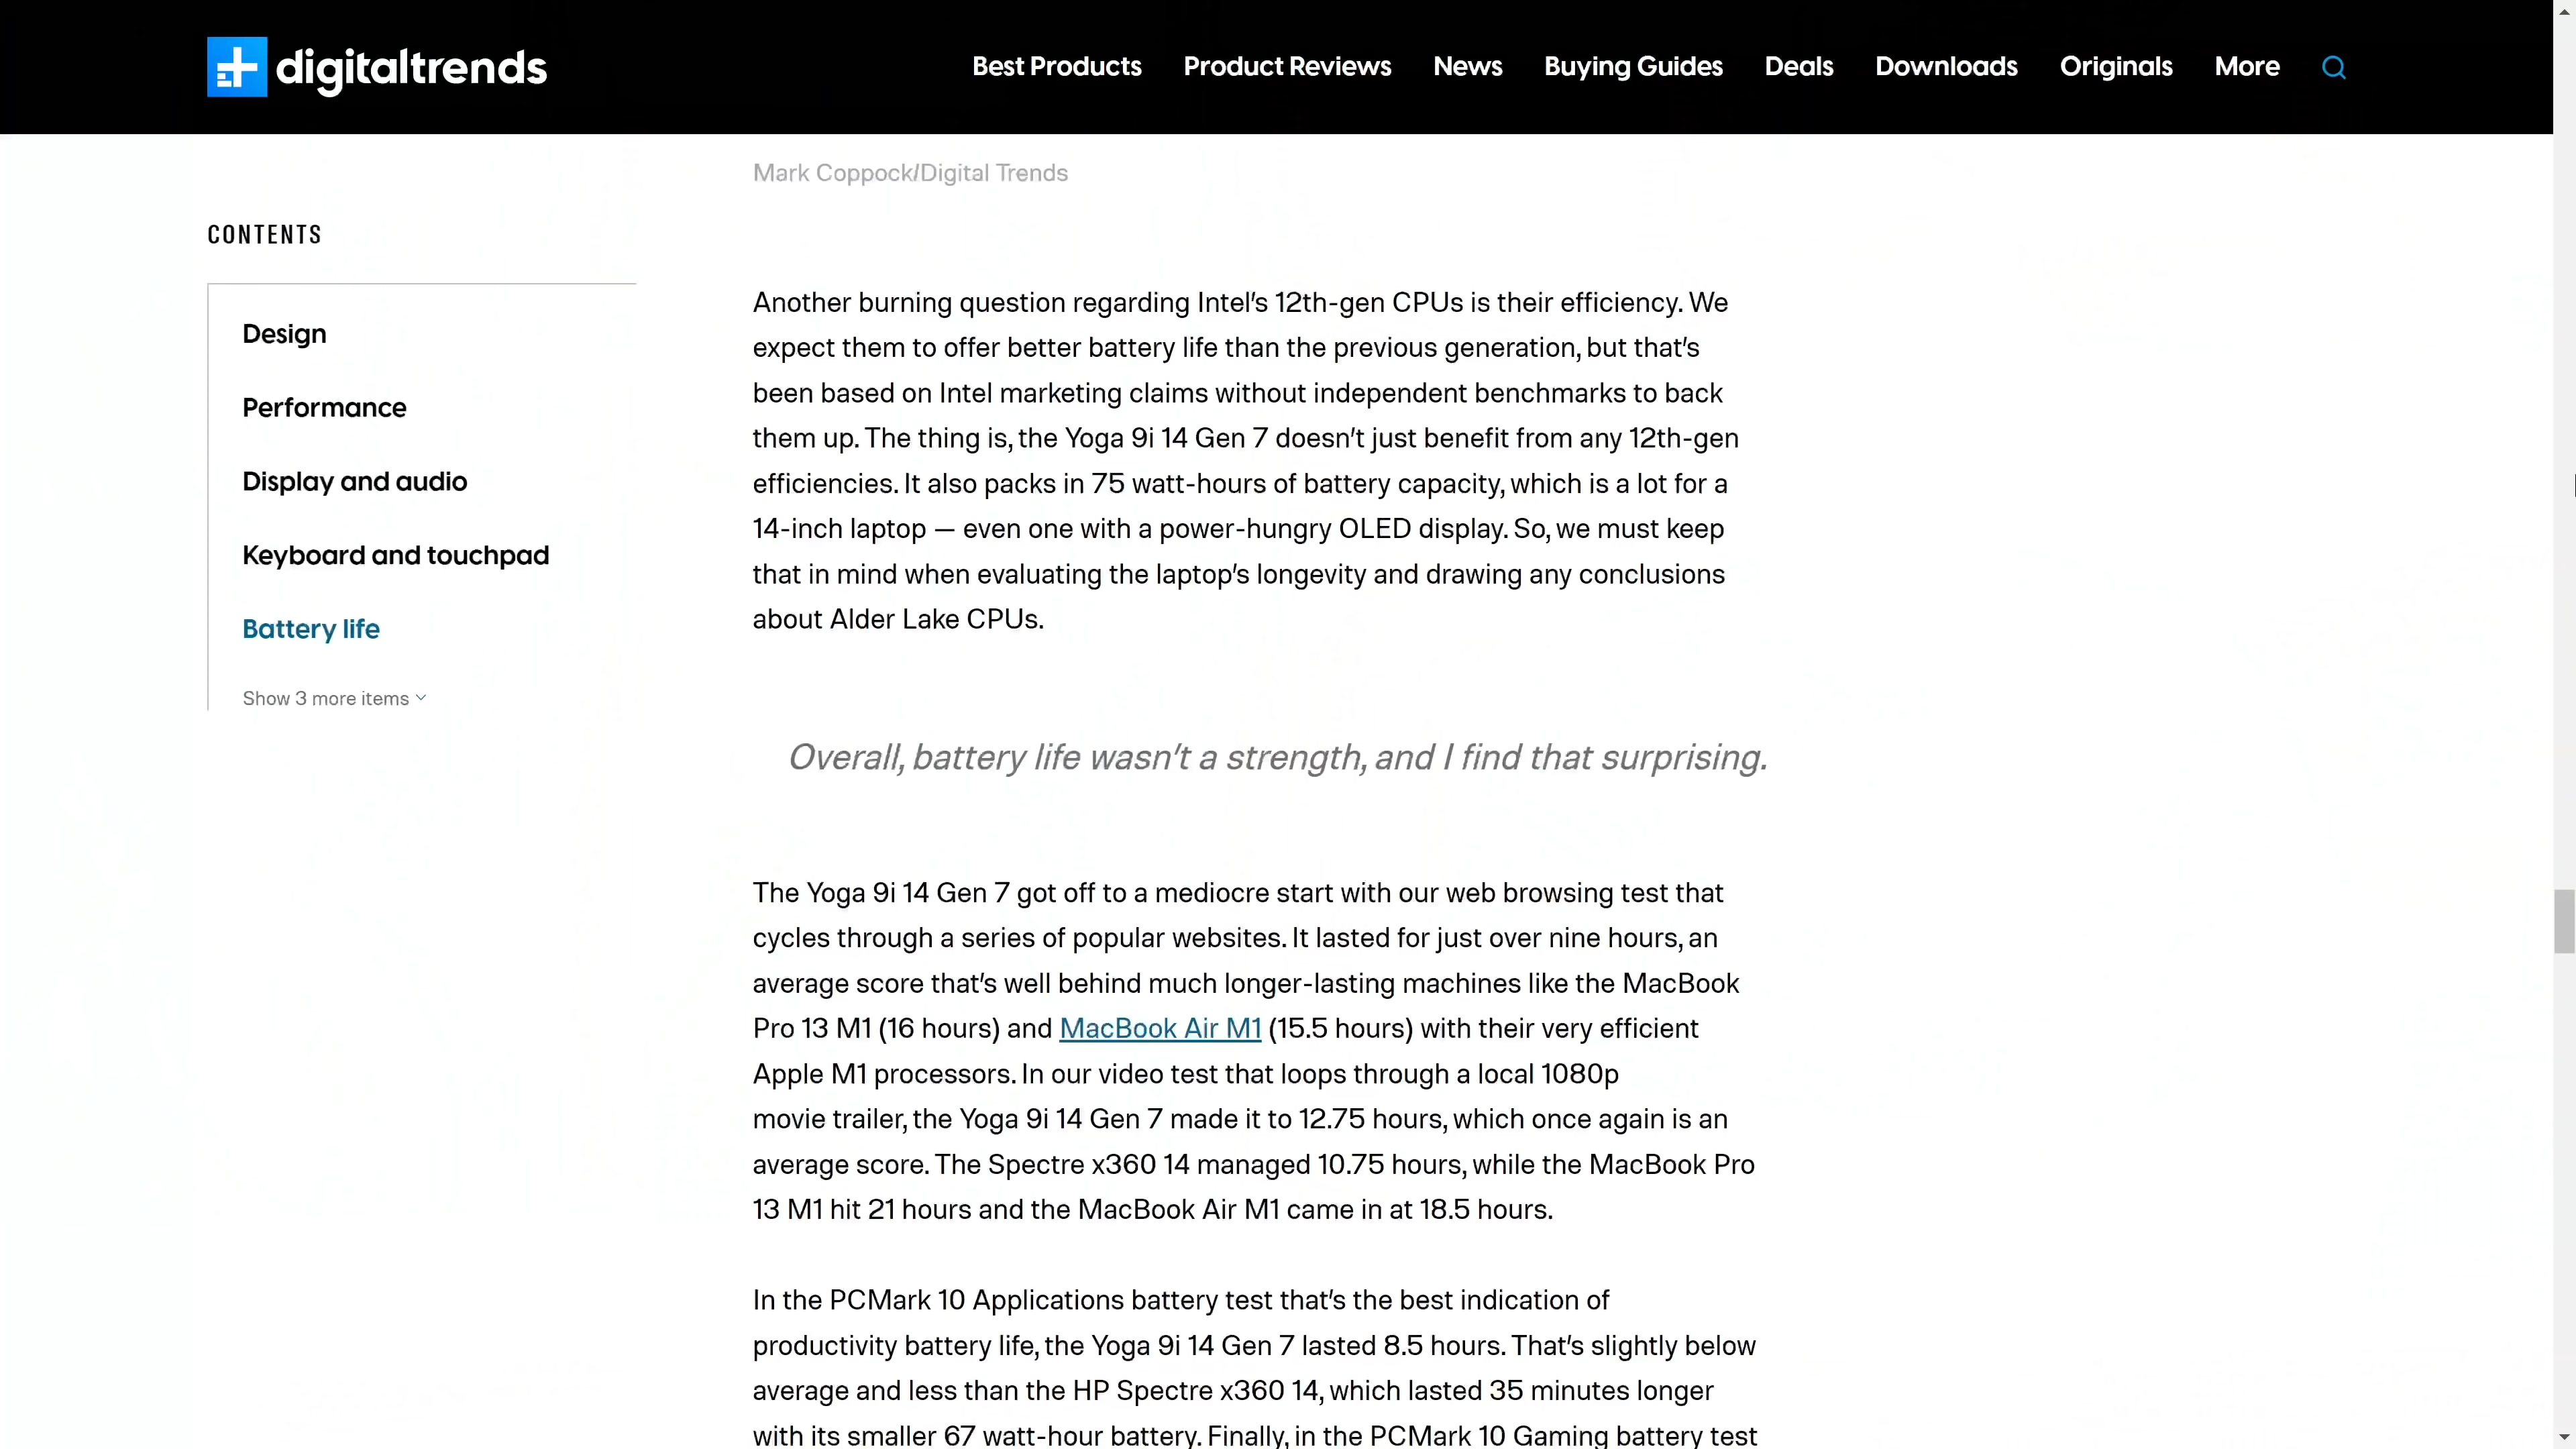 digitaltrends
Best Products Product Reviews News Buying Guides Deals Downloads Originals More
Mark Coppock/Digital Trends
CONTENTS
Design
Performance
Display and audio
Keyboard and touchpad
Battery life
Show 3 more items
Another burning question regarding Intel's 12th-gen CPUs is their efficiency. We
expect them to offer better battery life than the previous generation, but that's
been based on Intel marketing claims without independent benchmarks to back
them up. The thing is, the Yoga 9i 14 Gen 7 doesn't just benefit from any 12th-gen
efficiencies. It also packs in 75 watt-hours of battery capacity, which is a lot for a
14-inch laptop — even one with a power-hungry OLED display. So, we must keep
that in mind when evaluating the laptop's longevity and drawing any conclusions
about Alder Lake CPUs.
Overall, battery life wasn't a strength, and I find that surprising.
The Yoga 9i 14 Gen 7 got off to a mediocre start with our web browsing test that
cycles through a series of popular websites. It lasted for just over nine hours, an
average score that's well behind much longer-lasting machines like the MacBook
Pro 13 M1 (16 hours) and MacBook Air M1 (15.5 hours) with their very efficient
Apple M1 processors. In our video test that loops through a local 1080p
movie trailer, the Yoga 9i 14 Gen 7 made it to 12.75 hours, which once again is an
average score. The Spectre x360 14 managed 10.75 hours, while the MacBook Pro
13 M1 hit 21 hours and the MacBook Air M1 came in at 18.5 hours.
In the PCMark 10 Applications battery test that's the best indication of
productivity battery life, the Yoga 9i 14 Gen 7 lasted 8.5 hours. That's slightly below
average and less than the HP Spectre x360 14, which lasted 35 minutes longer
with its smaller 67 watt-hour battery. Finally, in the PCMark 10 Gaming battery test